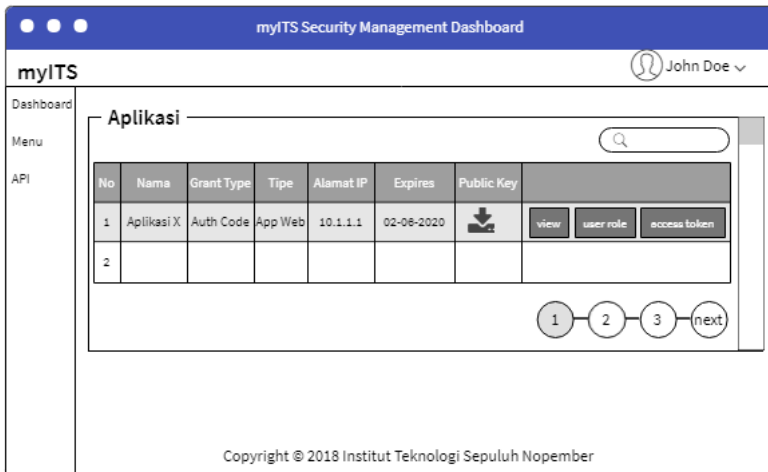 myITS Security Management Dashboard
myITS
John Doe
Dashboard
Menu
API
Aplikasi
No Nama Grant Type Tipe Alamat IP Expires Public Key
1 Aplikasi X Auth Code App Web 10.1.1.1 02-06-2020 view user role access token
2
1 2 3 next
Copyright © 2018 Institut Teknologi Sepuluh Nopember